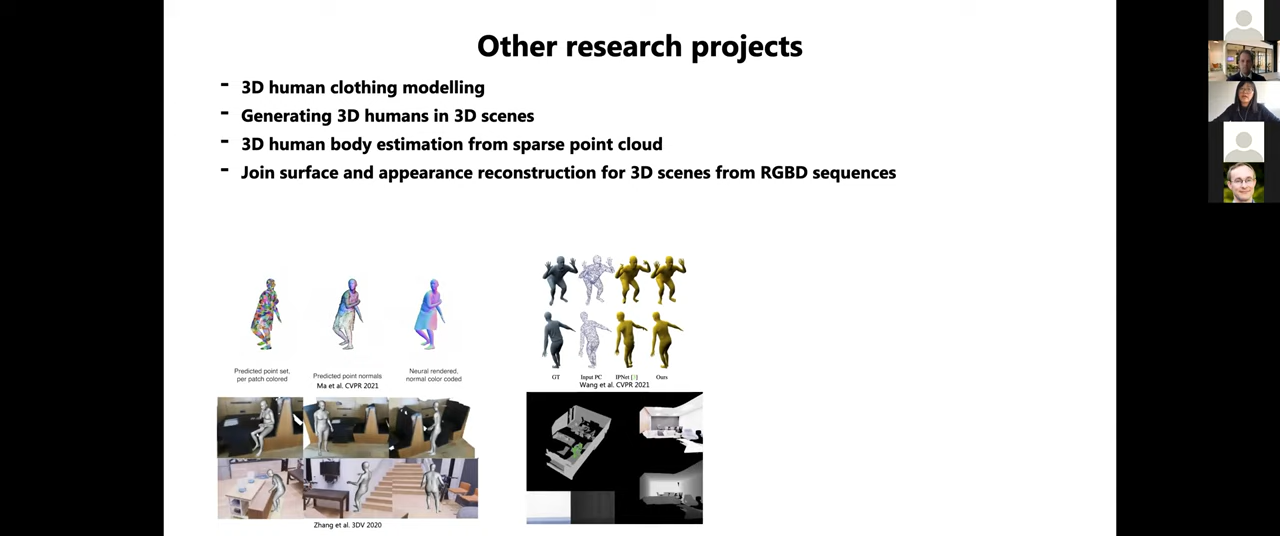 Other research projects
- 3D human clothing modelling
- Generating 3D humans in 3D scenes
- 3D human body estimation from sparse point cloud
- Join surface and appearance reconstruction for 3D scenes from RGBD sequences
Predicted point set,
per patch colored
Predicted point normals
Neural rendered,
normal color coded
Ma et al. CVPR 2021
GT
Input PC
IPNet [5]
Ours
Wang et al. CVPR 2021
Zhang et al. 3DV 2020